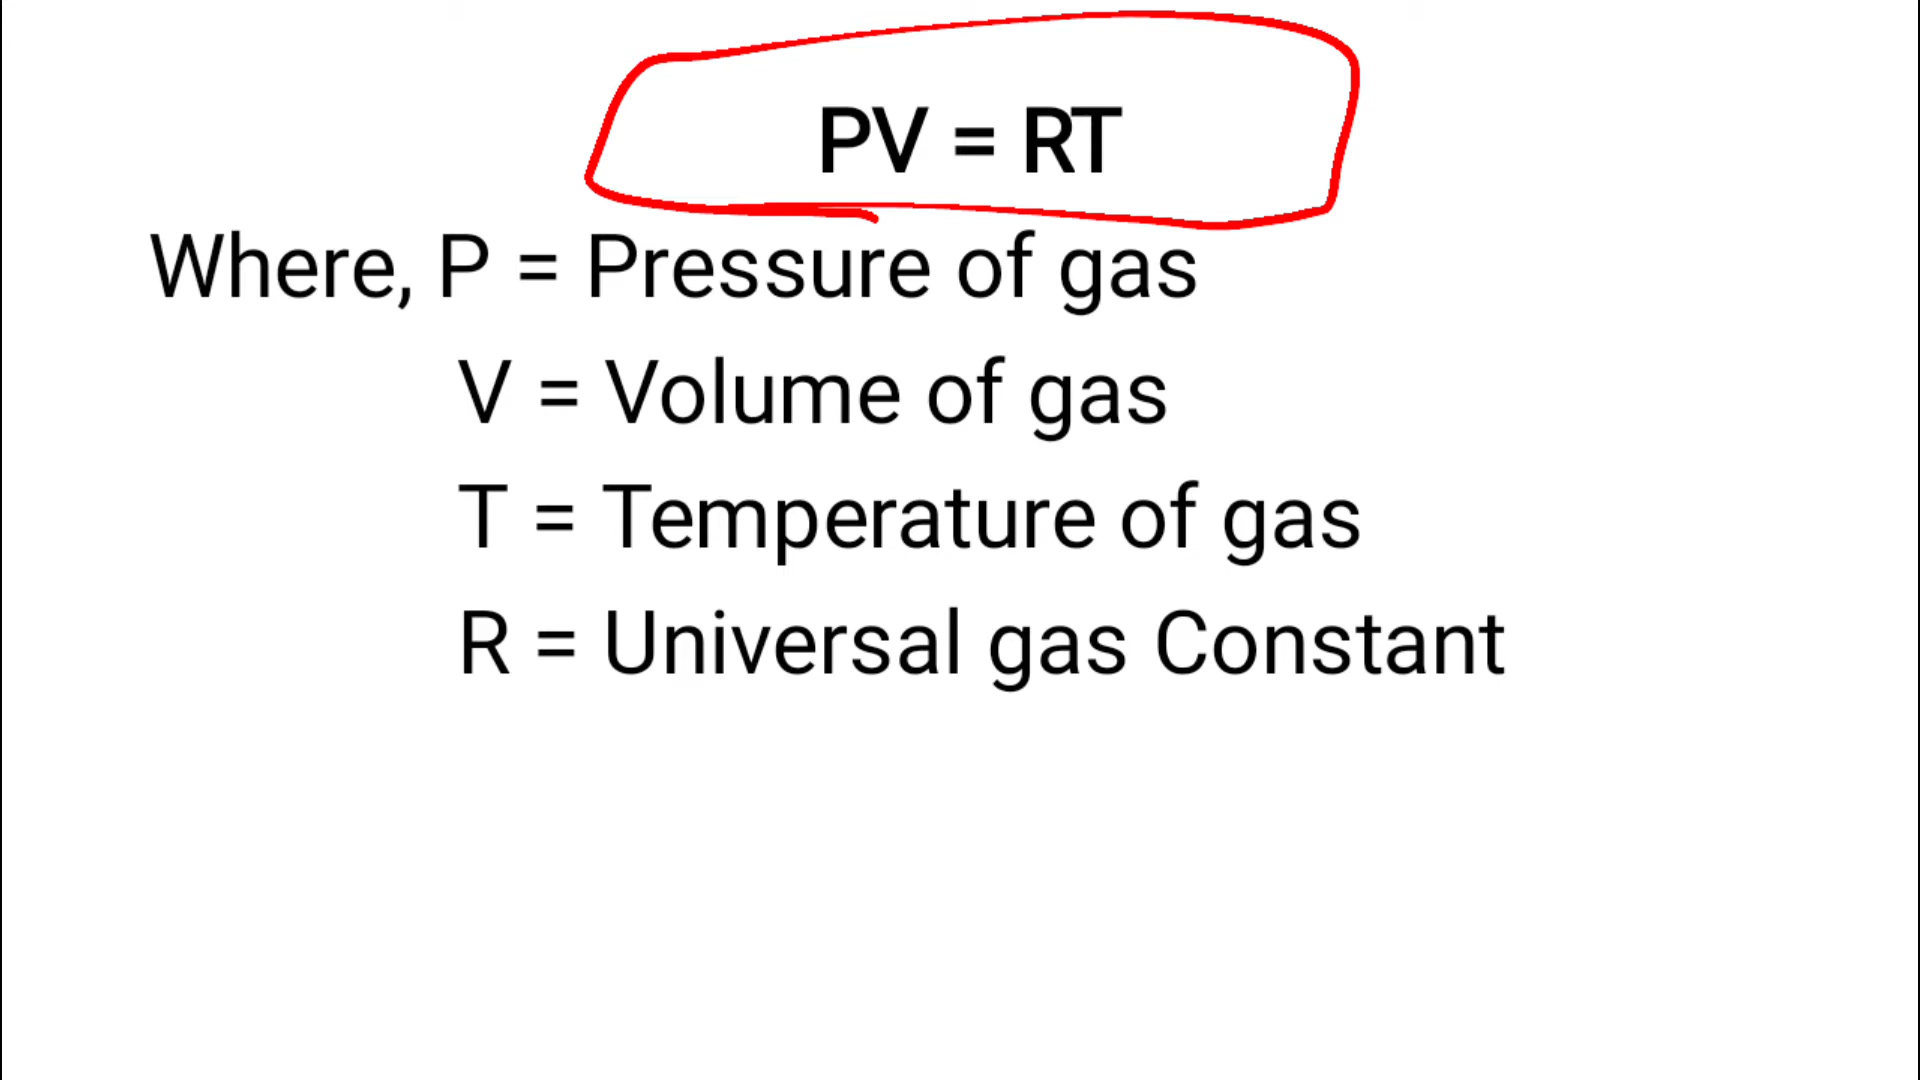 PV = RT
Where, P = Pressure of gas
V = Volume of gas
T = Temperature of gas
R = Universal gas Constant